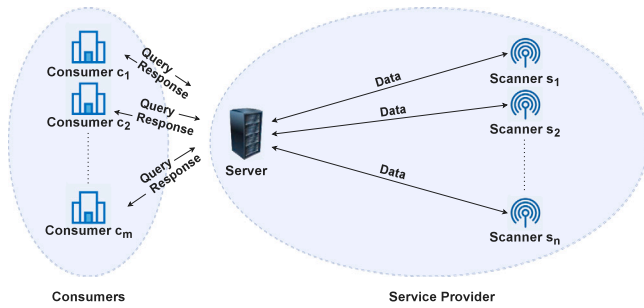 Query
Response
Consumer c1
Query
Response
Consumer c2
Query
Response
Consumer cm
Consumers
Server
Data
Scanner s1
Data
Scanner s2
Data
Scanner sn
Service Provider